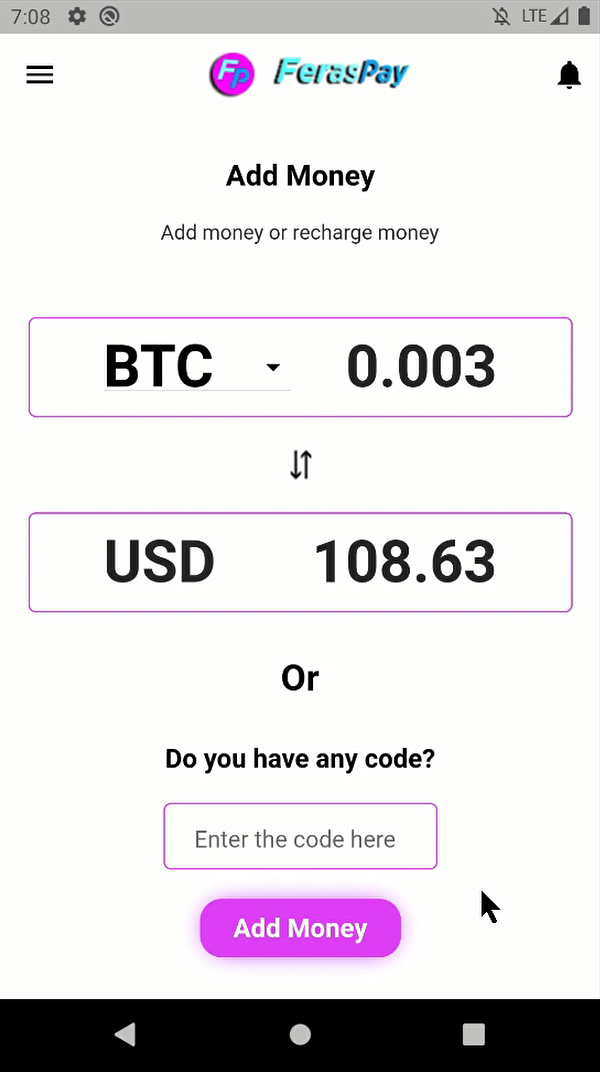 7:08 LTE
FP FerasPay
Add Money
Add money or recharge money
BTC 0.003
USD 108.63
Or
Do you have any code?
Enter the code here
Add Money